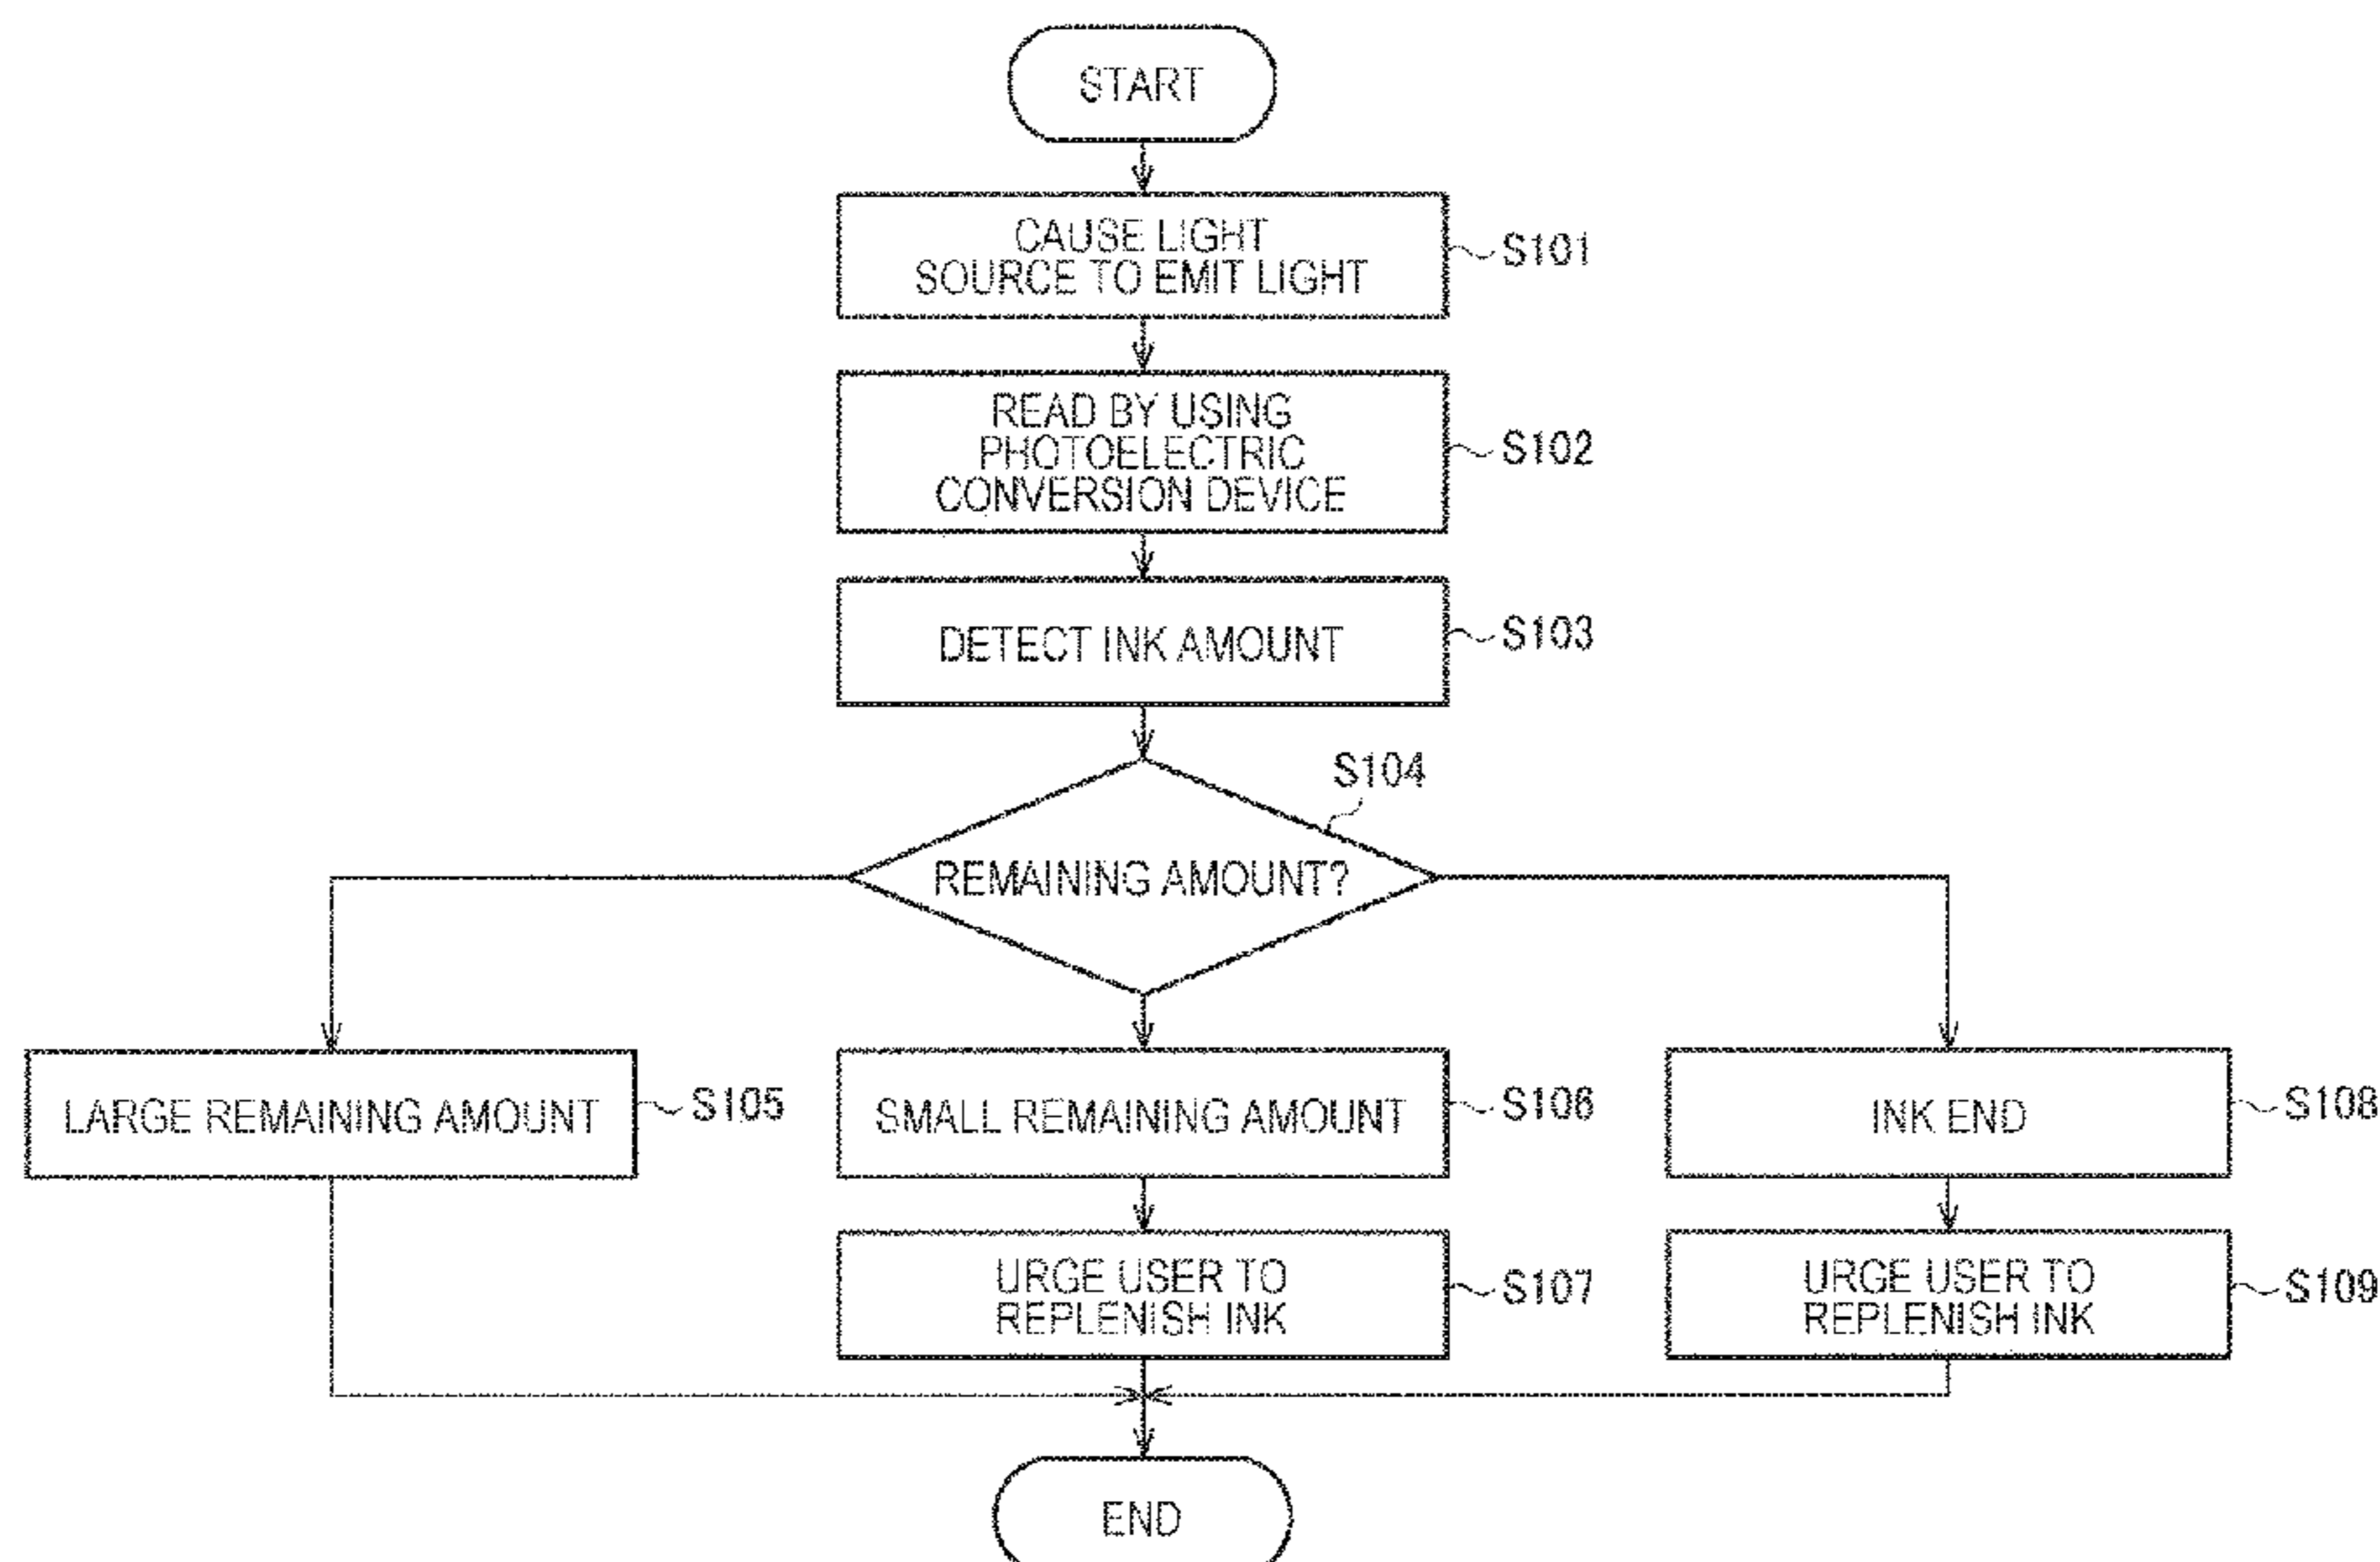 START
CAUSE LIGHT
SOURCE TO EMIT LIGHT
S101
READ BY USING
PHOTOELECTRIC
CONVERSION DEVICE
S102
DETECT INK AMOUNT
S103
S104
REMAINING AMOUNT?
LARGE REMAINING AMOUNT
S105
SMALL REMAINING AMOUNT
S106
INK END
S108
URGE USER TO
REPLENISH INK
S107
URGE USER TO
REPLENISH INK
S109
END